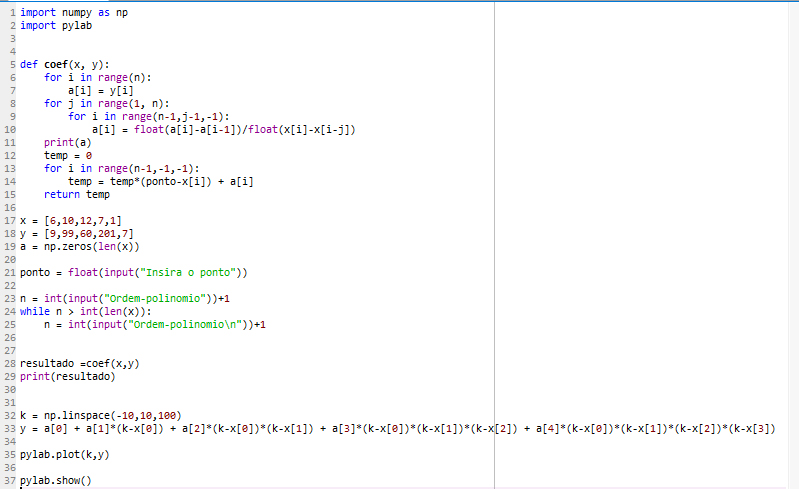 1 import numpy as np
2 import pylab
3
4
5 def coef(x, y):
6     for i in range(n):
7         a[i] = y[i]
8     for j in range(1, n):
9         for i in range(n-1,j-1,-1):
10             a[i] = float(a[i]-a[i-1])/float(x[i]-x[i-j])
11     print(a)
12     temp = 0
13     for i in range(n-1,-1,-1):
14         temp = temp*(ponto-x[i]) + a[i]
15     return temp
16
17 x = [6,10,12,7,1]
18 y = [9,99,60,201,7]
19 a = np.zeros(len(x))
20
21 ponto = float(input("Insira o ponto"))
22
23 n = int(input("Ordem-polinomio"))+1
24 while n > int(len(x)):
25     n = int(input("Ordem-polinomio\n"))+1
26
27
28 resultado =coef(x,y)
29 print(resultado)
30
31
32 k = np.linspace(-10,10,100)
33 y = a[0] + a[1]*(k-x[0]) + a[2]*(k-x[0])*(k-x[1]) + a[3]*(k-x[0])*(k-x[1])*(k-x[2]) + a[4]*(k-x[0])*(k-x[1])*(k-x[2])*(k-x[3])
34
35 pylab.plot(k,y)
36
37 pylab.show()